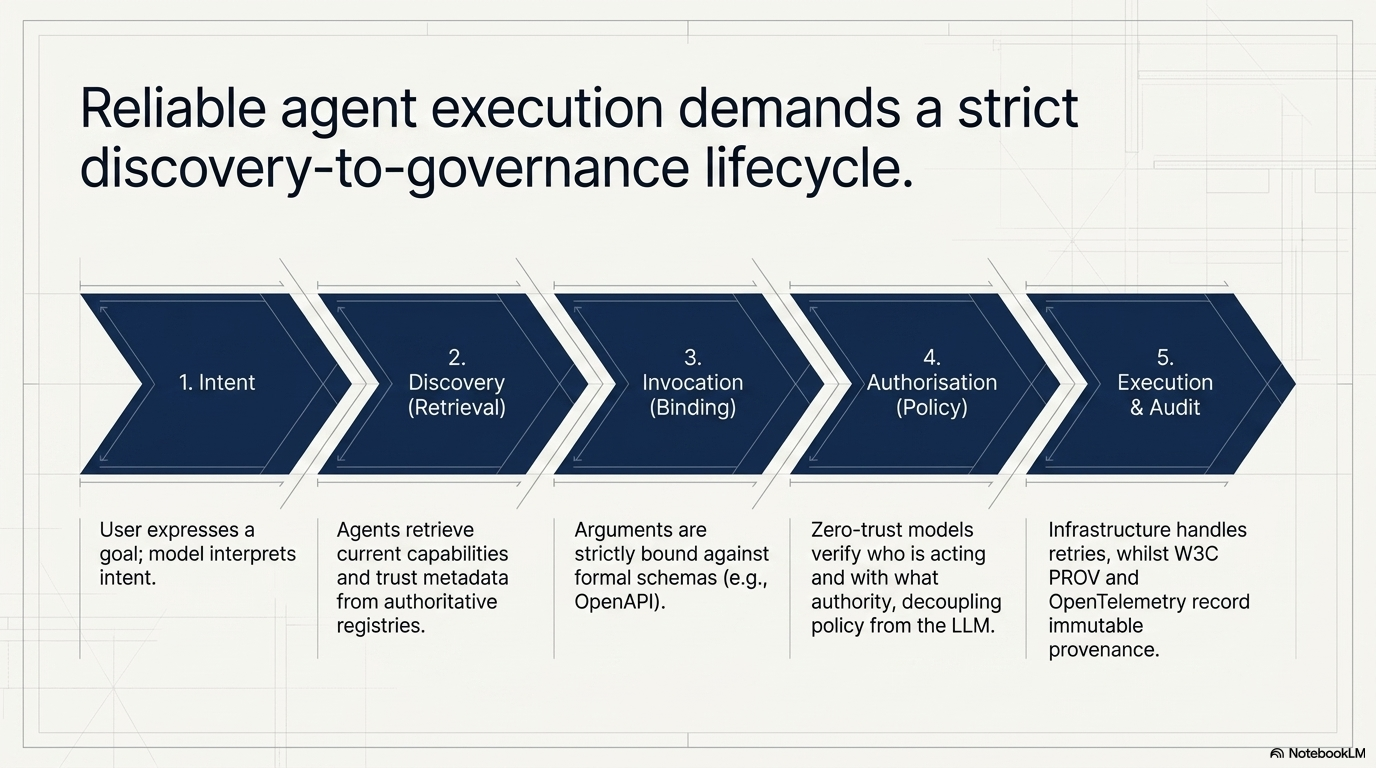 Reliable agent execution demands a strict
discovery-to-governance lifecycle.
1. Intent
2.
Discovery
(Retrieval)
3.
Invocation
(Binding)
4.
Authorisation
(Policy)
5.
Execution
& Audit
User expresses a
goal; model interprets
intent.
Agents retrieve
current capabilities
and trust metadata
from authoritative
registries.
Arguments are
strictly bound against
formal schemas (e.g.,
OpenAPI).
Zero-trust models
verify who is acting
and with what
authority, decoupling
policy from the LLM.
Infrastructure handles
retries, whilst W3C
PROV and
OpenTelemetry record
immutable
provenance.
NotebookLM